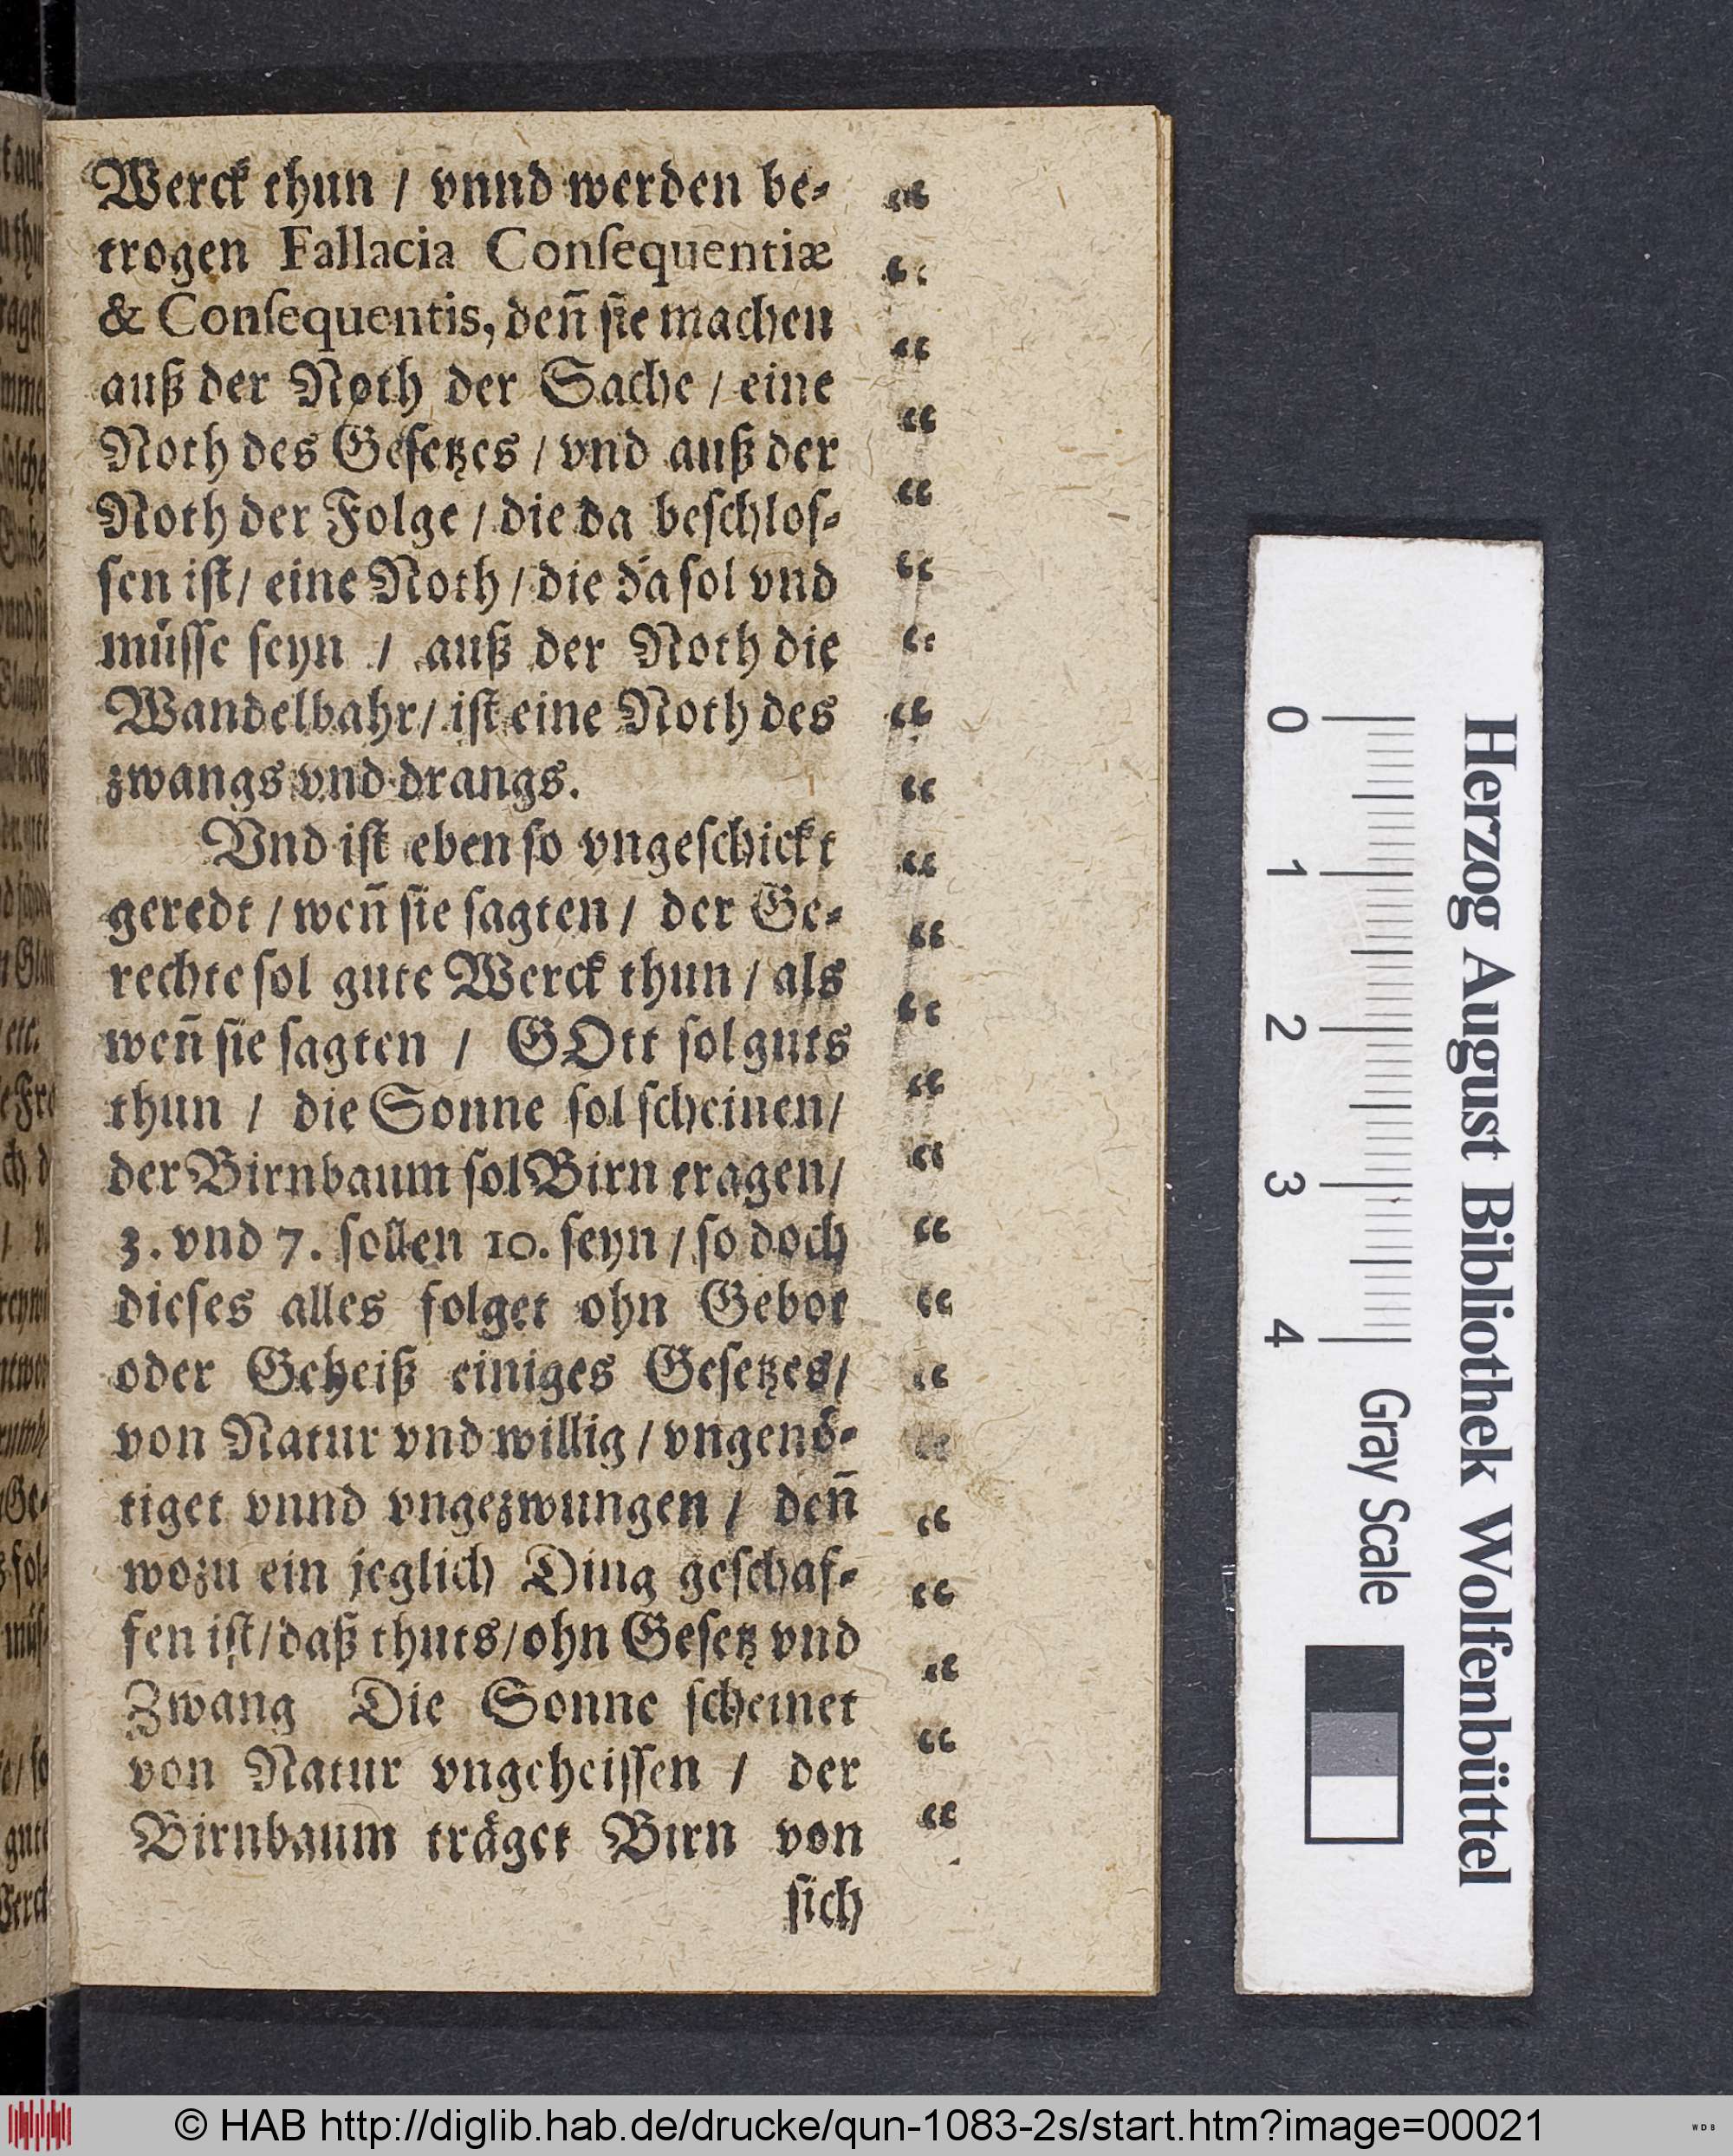 Werck thun / vnnd werden be⸗
trogen Fallacia Conſequentiæ
& Conſequentis, deñ ſie machen
auß der Noth der Sache / eine
Noth des Geſetzes / vnd auß der
Noth der Folge / die da beſchloſ⸗
ſen iſt / eine Noth / die da ſol vnd
müſſe ſeyn / auß der Noth die
Wandelbahr / iſt eine Noth des
zwangs vnd drangs.
Vnd iſt eben ſo vngeſchickt
geredt / weñ ſie ſagten / der Ge⸗
rechte ſol gute Werck thun / als
weñ ſie ſagten / GOtt ſol guts
thun / die Sonne ſol ſcheinen /
der Birnbaum ſol Birn tragen /
3. vnd 7. ſollen 10. ſeyn / ſo doch
dieſes alles folget ohn Gebot
oder Geheiß einiges Geſetzes /
von Natur vnd willig / vngenö⸗
tiget vnnd vngezwungen / deñ
wozu ein jeglich Ding geſchaf⸗
fen iſt / daß thuts / ohn Geſetz vnd
Zwang Die Sonne ſcheinet
von Natur vngeheiſſen / der
Birnbaum träget Birn von
ſich
Herzog August Bibliothek Wolfenbüttel
0 1 2 3 4 Gray Scale
© HAB http://diglib.hab.de/drucke/qun-1083-2s/start.htm?image=00021
WDB